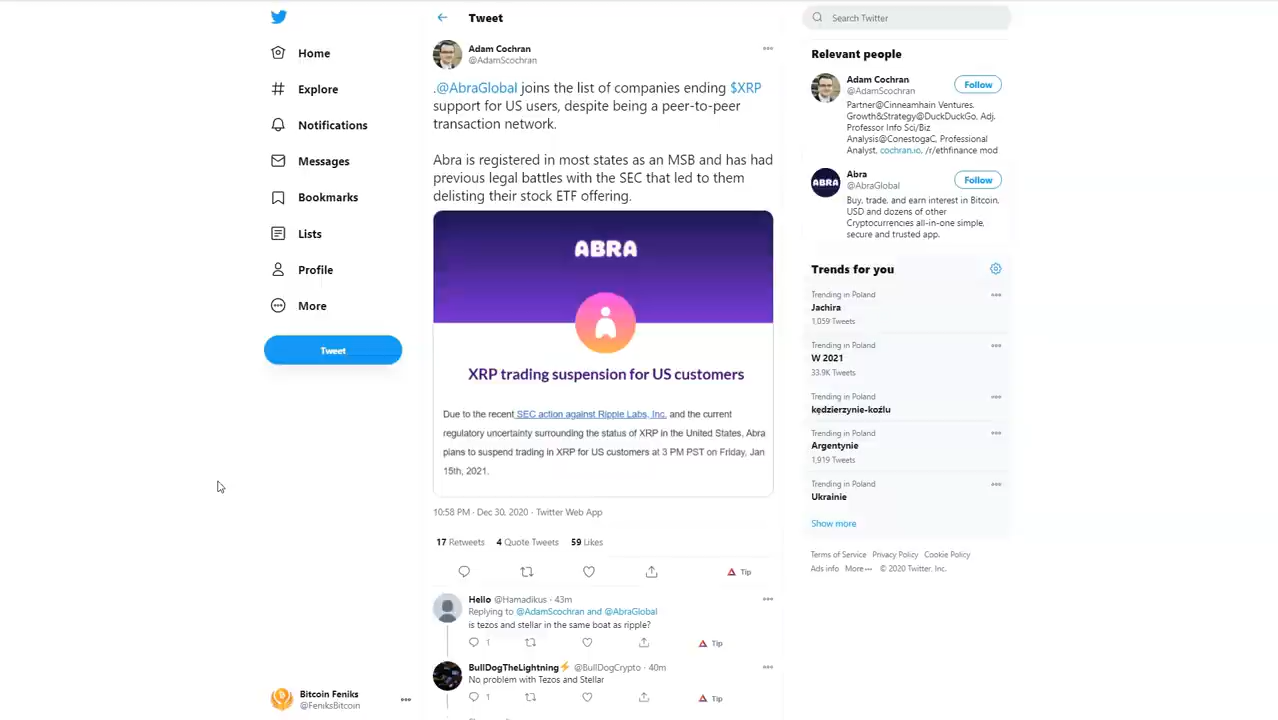 Home
Explore
Notifications
Messages
Bookmarks
Lists
Profile
More
Tweet
Bitcoin Feniks
@FeniksBitcoin
Tweet
Adam Cochran
@AdamScochran
.@AbraGlobal joins the list of companies ending $XRP
support for US users, despite being a peer-to-peer
transaction network.
Abra is registered in most states as an MSB and has had
previous legal battles with the SEC that led to them
delisting their stock ETF offering.
ABRA
XRP trading suspension for US customers
Due to the recent SEC action against Ripple Labs, Inc. and the current
regulatory uncertainty surrounding the status of XRP in the United States, Abra
plans to suspend trading in XRP for US customers at 3 PM PST on Friday, Jan
15th, 2021.
10:58 PM · Dec 30, 2020 · Twitter Web App
17 Retweets 4 Quote Tweets 59 Likes
Tip
Hello @Hamadikus · 43m
Replying to @AdamScochran and @AbraGlobal
is tezos and stellar in the same boat as ripple?
1 Tip
BullDogTheLightning⚡ @BullDogCrypto · 40m
No problem with Tezos and Stellar
1 Tip
Search Twitter
Relevant people
Adam Cochran
@AdamScochran
Follow
Partner@Cinneamhain Ventures.
Growth&Strategy@DuckDuckGo, Adj.
Professor Info Sci/Biz
Analysis@ConestogaC, Professional
Analyst, cochran.io, /r/ethfinance mod
ABRA
Abra
@AbraGlobal
Follow
Buy, trade, and earn interest in Bitcoin,
USD and dozens of other
Cryptocurrencies all-in-one simple,
secure and trusted app.
Trends for you
Trending in Poland
Jachira
1,059 Tweets
Trending in Poland
W 2021
33.9K Tweets
Trending in Poland
kędzierzynie-koźlu
Trending in Poland
Argentynie
1,919 Tweets
Trending in Poland
Ukrainie
Show more
Terms of Service Privacy Policy Cookie Policy
Ads info More··· © 2020 Twitter, Inc.